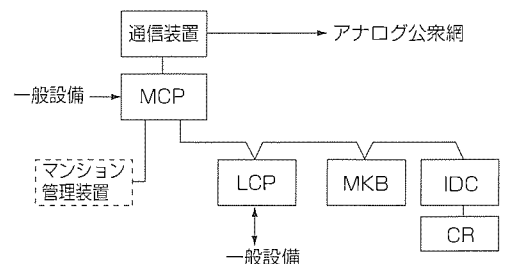 通信装置
アナログ公衆網
一般設備
MCP
マンション
管理装置
LCP
MKB
IDC
CR
一般設備